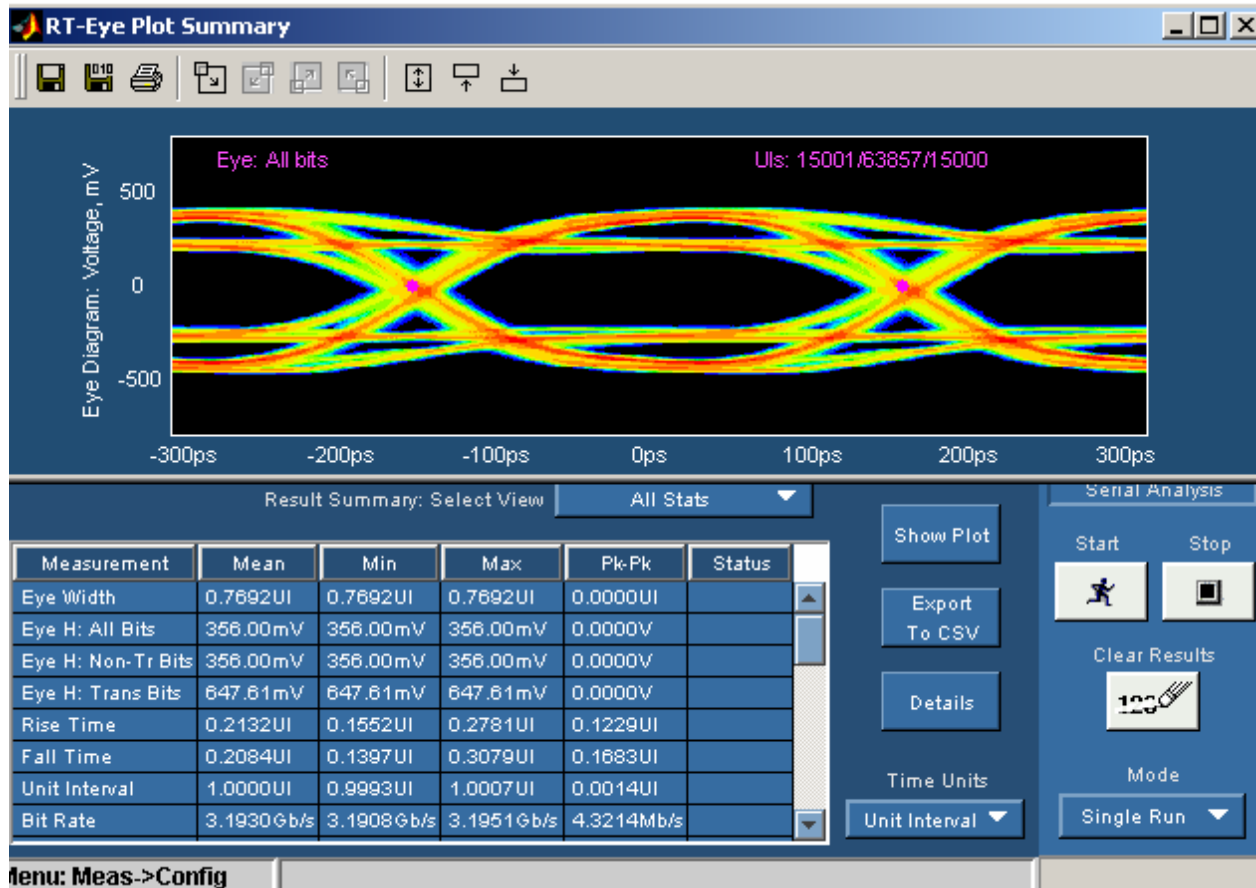 RT-Eye Plot Summary
Eye: All bits
UIs: 15001/63857/15000
Eye Diagram: Voltage, mV
500
0
-500
-300ps -200ps -100ps 0ps 100ps 200ps 300ps
Result Summary: Select View All Stats
Serial Analysis
Show Plot
Start Stop
Measurement Mean Min Max Pk-Pk Status
Eye Width 0.7692UI 0.7692UI 0.7692UI 0.0000UI
Eye H: All Bits 356.00mV 356.00mV 356.00mV 0.0000V
Eye H: Non-Tr Bits 356.00mV 356.00mV 356.00mV 0.0000V
Eye H: Trans Bits 647.61mV 647.61mV 647.61mV 0.0000V
Rise Time 0.2132UI 0.1552UI 0.2781UI 0.1229UI
Fall Time 0.2084UI 0.1397UI 0.3079UI 0.1683UI
Unit Interval 1.0000UI 0.9993UI 1.0007UI 0.0014UI
Bit Rate 3.1930Gb/s 3.1908Gb/s 3.1951Gb/s 4.3214Mb/s
Export
To CSV
Clear Results
Details
Time Units
Unit Interval
Mode
Single Run
Menu: Meas->Config